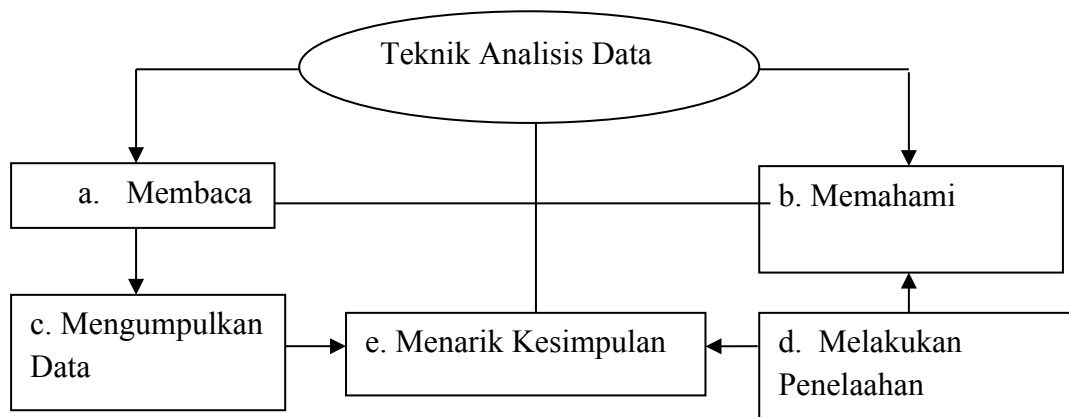 Teknik Analisis Data
a. Membaca
b. Memahami
c. Mengumpulkan
Data
e. Menarik Kesimpulan
d. Melakukan
Penelaahan